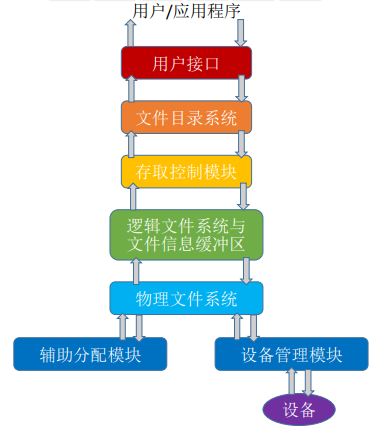 用户/应用程序
用户接口
文件目录系统
存取控制模块
逻辑文件系统与
文件信息缓冲区
物理文件系统
辅助分配模块
设备管理模块
设备